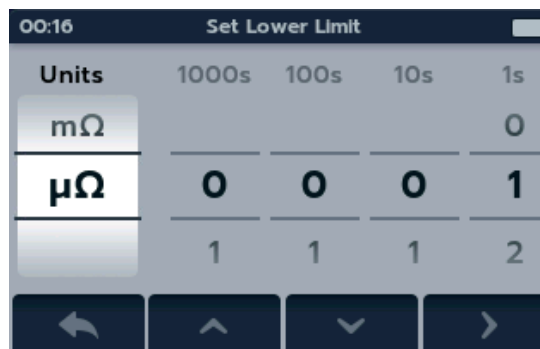 00:16 Set Lower Limit
Units 1000s 100s 10s 1s
mΩ 0
μΩ 0 0 0 1
1 1 1 2